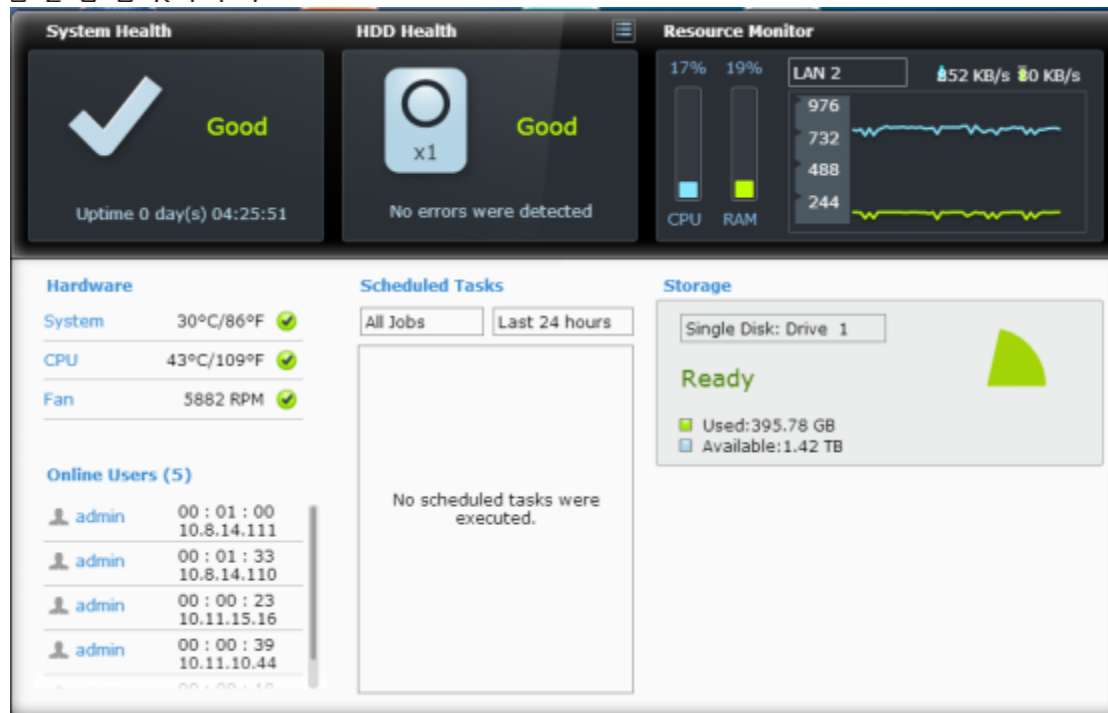 System Health
Good
Uptime 0 day(s) 04:25:51
HDD Health
x1
Good
No errors were detected
Resource Monitor
17% 19%
CPU RAM
LAN 2
KB/s KB/s
976
732
488
244
Hardware
System 30°C/86°F
CPU 43°C/109°F
Fan 5882 RPM
Online Users (5)
admin 00 : 01 : 00
10.8.14.111
admin 00 : 01 : 33
10.8.14.110
admin 00 : 00 : 23
10.11.15.16
admin 00 : 00 : 39
10.11.10.44
Scheduled Tasks
All Jobs Last 24 hours
No scheduled tasks were
executed.
Storage
Single Disk: Drive 1
Ready
Used:395.78 GB
Available:1.42 TB